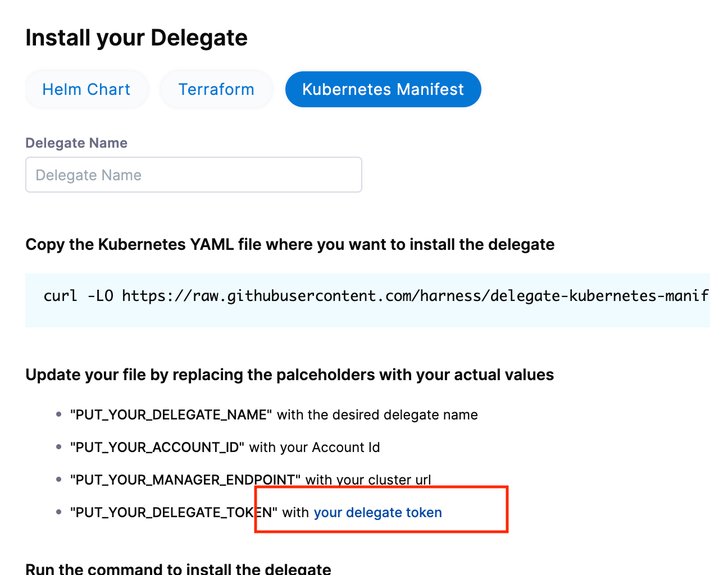 Install your Delegate
Helm Chart Terraform Kubernetes Manifest
Delegate Name
Delegate Name
Copy the Kubernetes YAML file where you want to install the delegate
curl -LO https://raw.githubusercontent.com/harness/delegate-kubernetes-manif
Update your file by replacing the palceholders with your actual values
• "PUT_YOUR_DELEGATE_NAME" with the desired delegate name
• "PUT_YOUR_ACCOUNT_ID" with your Account Id
• "PUT_YOUR_MANAGER_ENDPOINT" with your cluster url
• "PUT_YOUR_DELEGATE_TOKEN" with your delegate token
Run the command to install the delegate